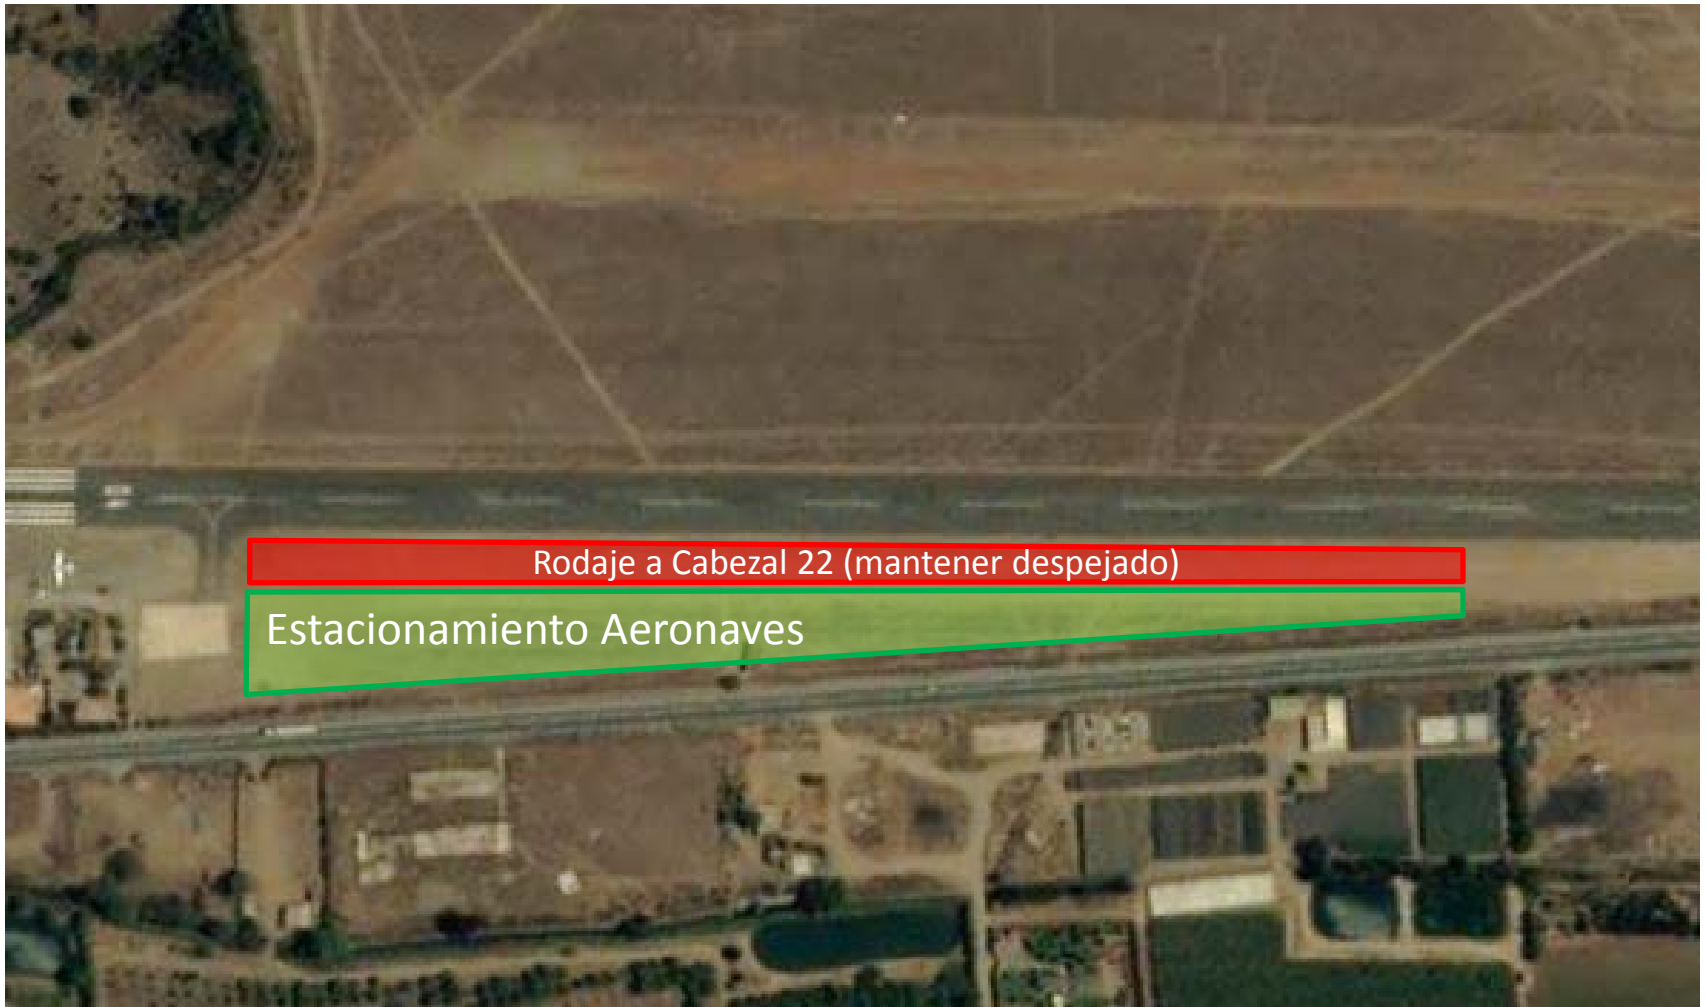 Rodaje a Cabezal 22 (mantener despejado)
Estacionamiento Aeronaves